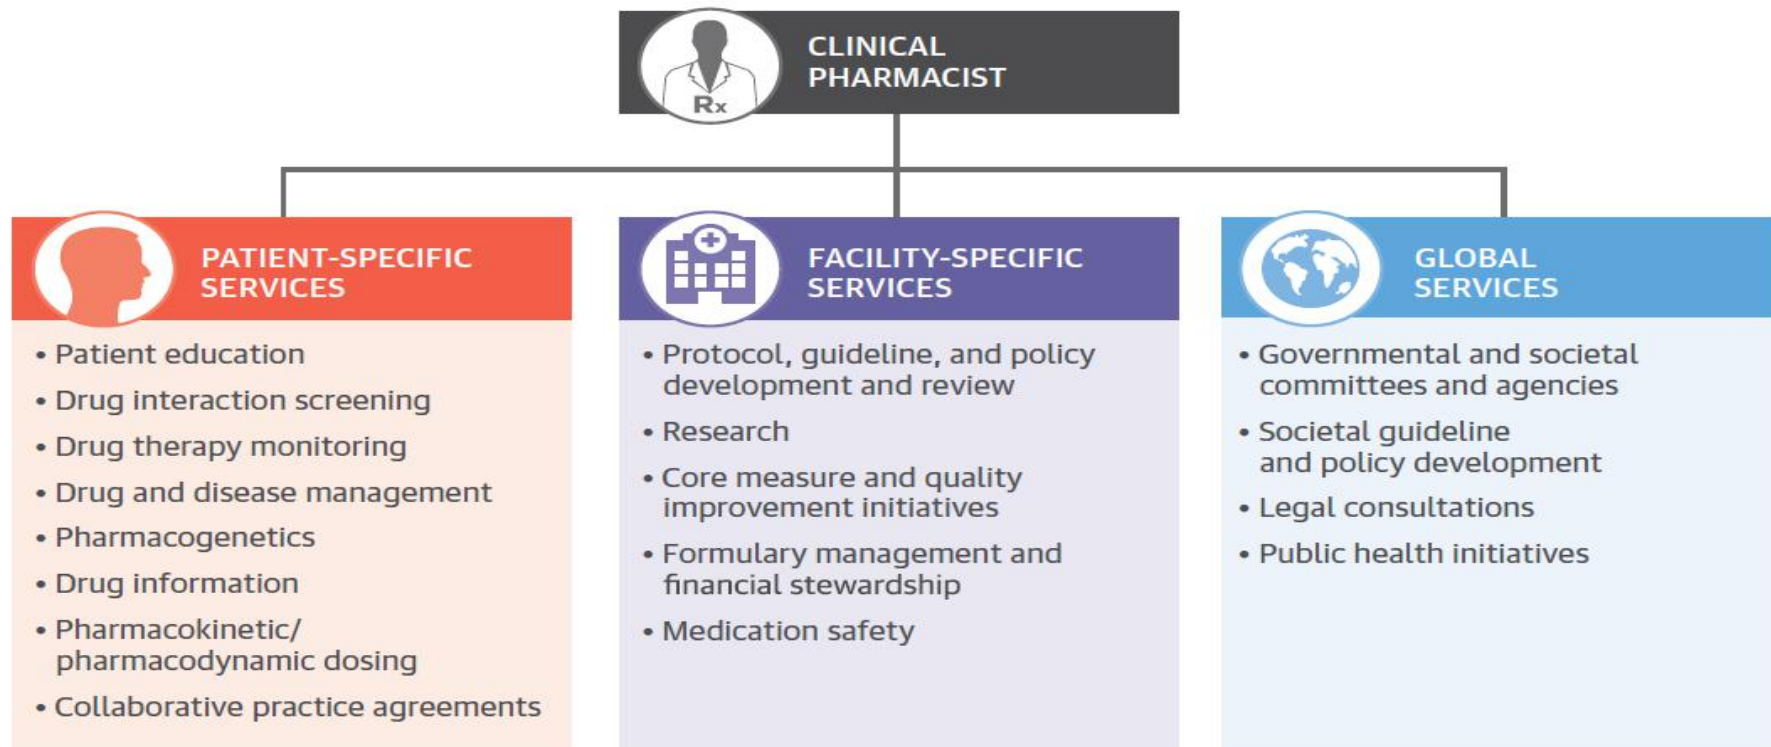 CLINICAL
PHARMACIST
Rx
PATIENT-SPECIFIC
SERVICES
• Patient education
• Drug interaction screening
• Drug therapy monitoring
• Drug and disease management
• Pharmacogenetics
• Drug information
• Pharmacokinetic/
pharmacodynamic dosing
• Collaborative practice agreements
FACILITY-SPECIFIC
SERVICES
• Protocol, guideline, and policy
development and review
• Research
• Core measure and quality
improvement initiatives
• Formulary management and
financial stewardship
• Medication safety
GLOBAL
SERVICES
• Governmental and societal
committees and agencies
• Societal guideline
and policy development
• Legal consultations
• Public health initiatives